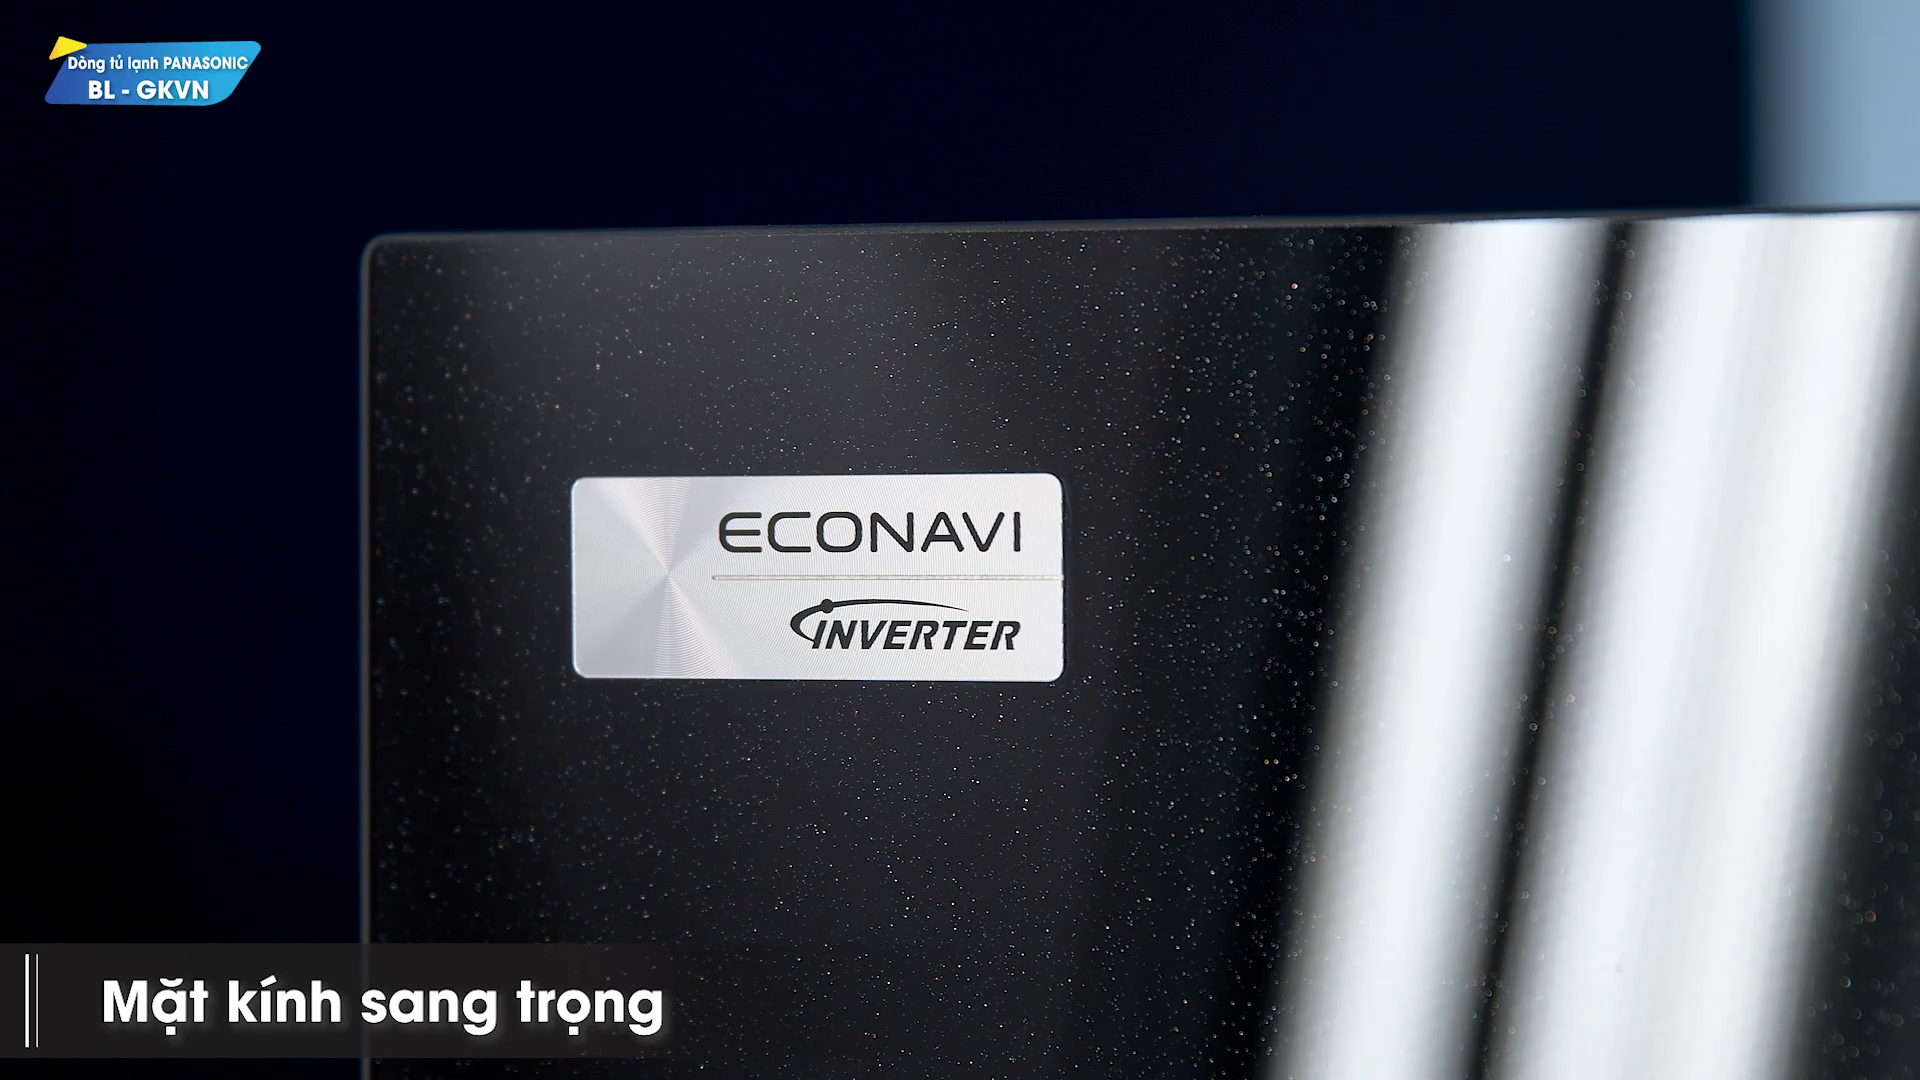 Dòng tủ lạnh PANASONIC
BL - GKVN
ECONAVI
INVERTER
Mặt kính sang trọng